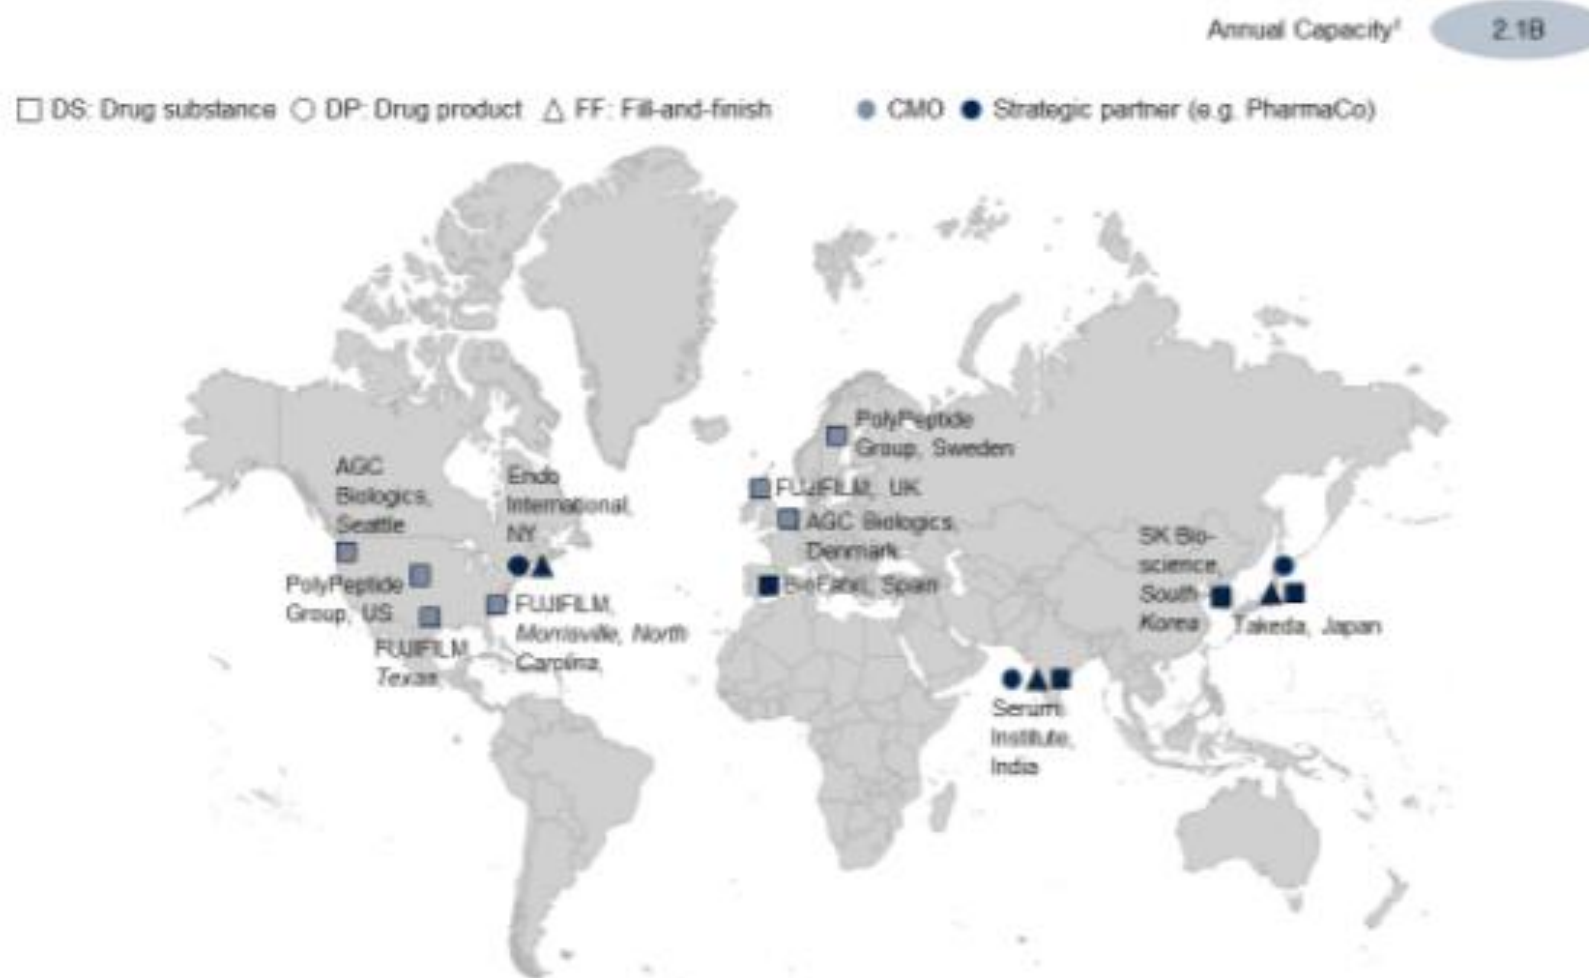 Annual Capacity² 2.1B
DS: Drug substance DP: Drug product FF: Fill-and-finish CMO Strategic partner (e.g. PharmaCo)
PolyPeptide
Group, Sweden
AGC
Biologics,
Seattle
Endo
International,
NY
FUJIFILM, UK
AGC Biologics,
Denmark
BioFabri, Spain
SK Bio-
science,
South
Korea
PolyPeptide
Group, US
FUJIFILM,
Morrisville, North
Carolina,
FUJIFILM
Texas,
Takeda, Japan
Serum
Institute,
India